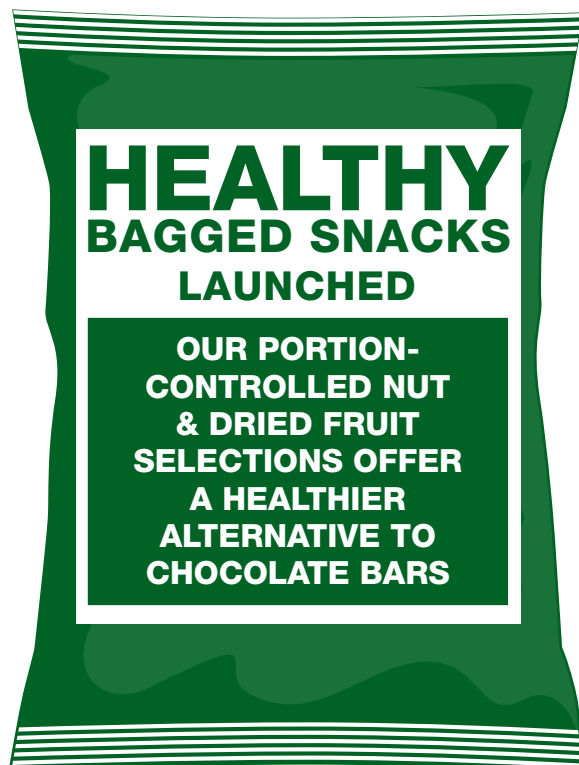 HEALTHY
BAGGED SNACKS
LAUNCHED
OUR PORTION-
CONTROLLED NUT
& DRIED FRUIT
SELECTIONS OFFER
A HEALTHIER
ALTERNATIVE TO
CHOCOLATE BARS